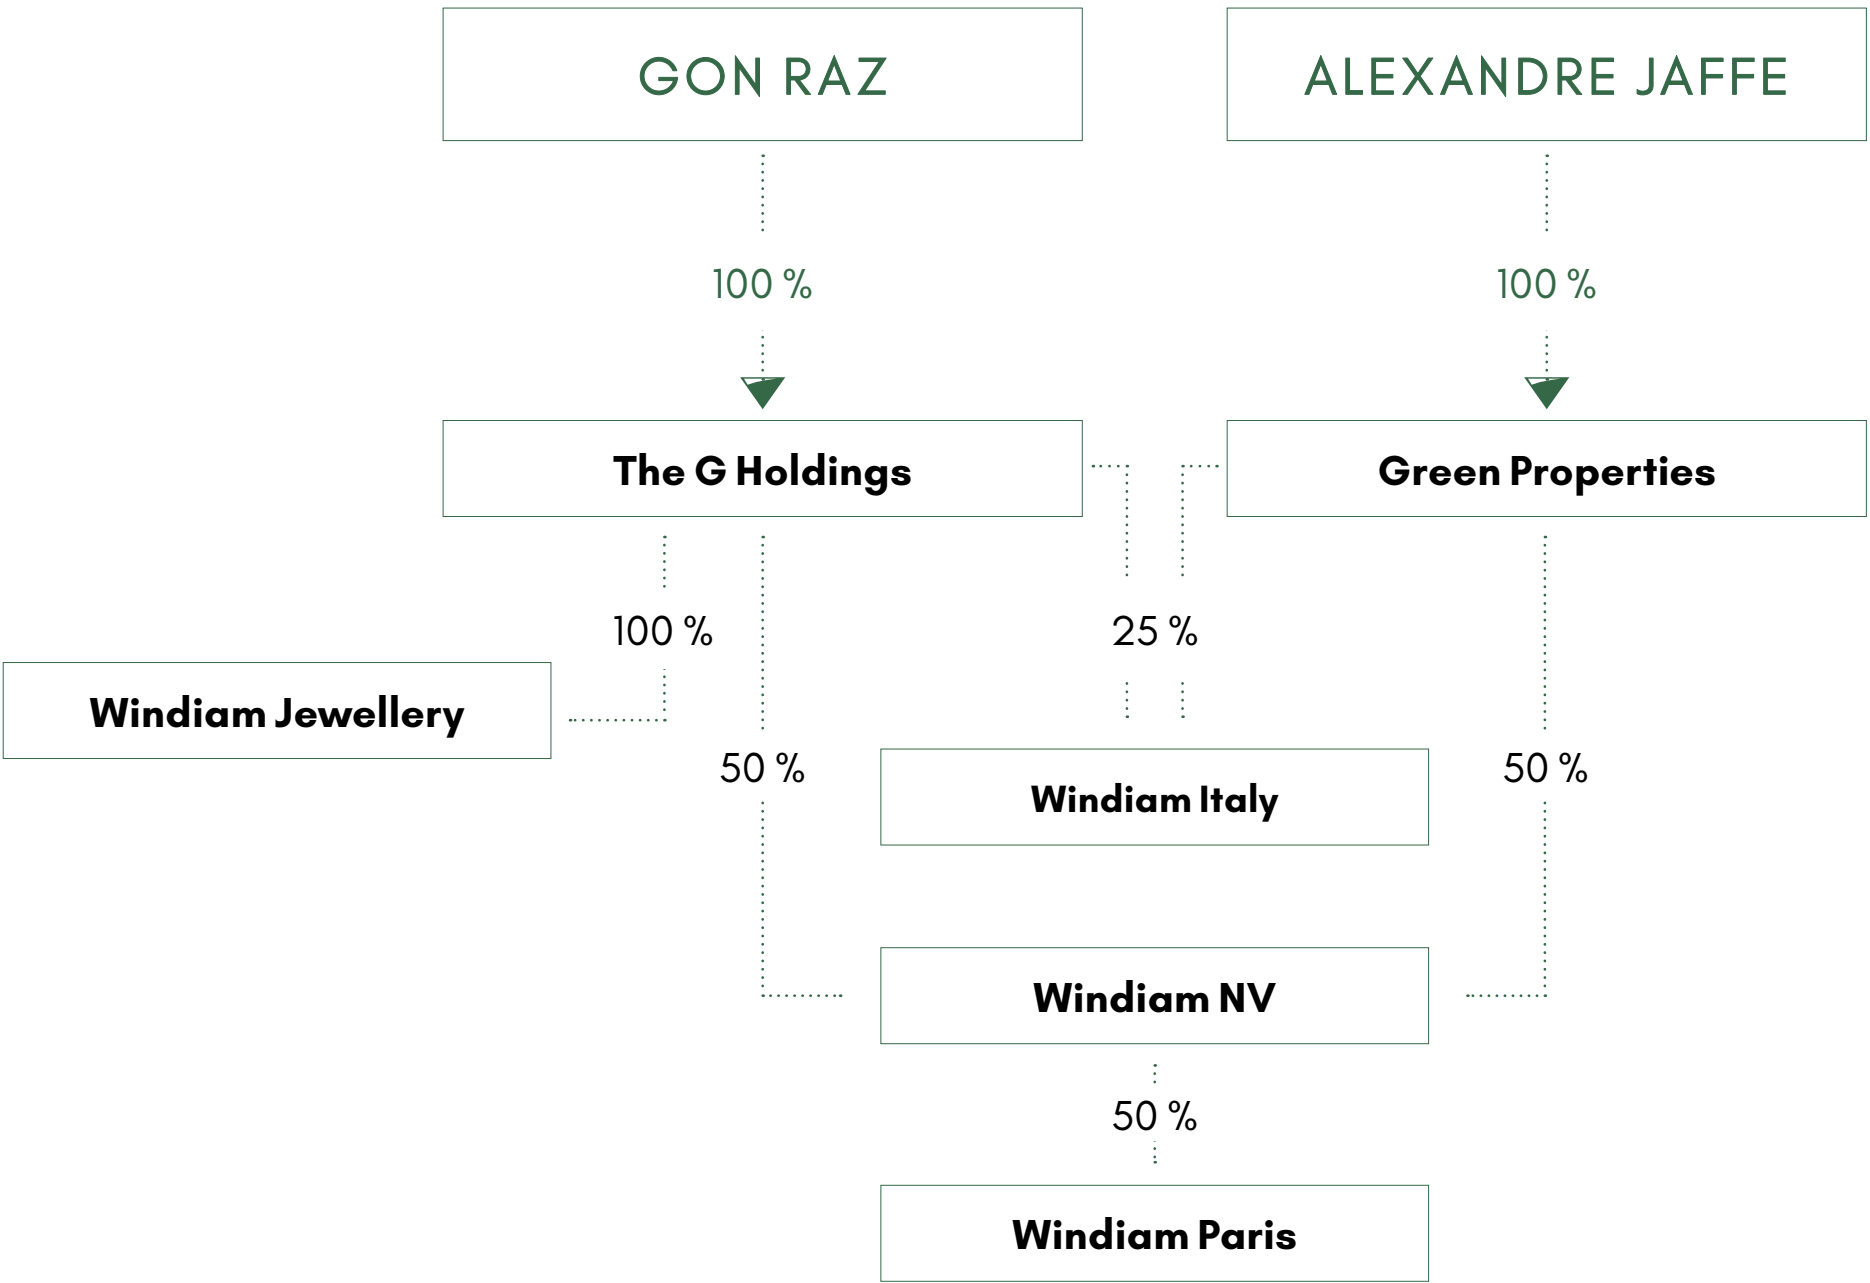 GON RAZ
ALEXANDRE JAFFE
100 %
100 %
The G Holdings
Green Properties
100 %
25 %
Windiam Jewellery
50 %
50 %
Windiam Italy
Windiam NV
50 %
Windiam Paris